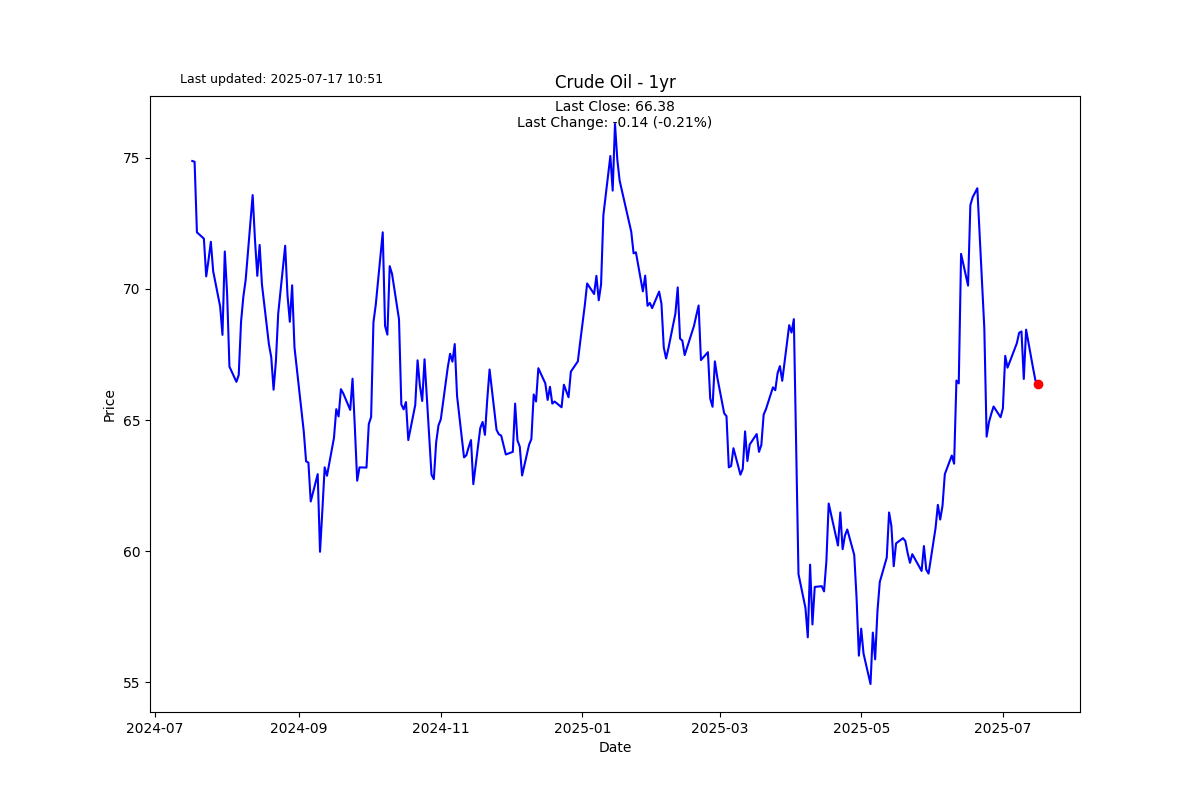 Last updated: 2025-07-17 10:51
Crude Oil - 1yr
Last Close: 66.38
Last Change: -0.14 (-0.21%)
Price
75
70
65
60
55
2024-07
2024-09
2024-11
2025-01
2025-03
2025-05
2025-07
Date